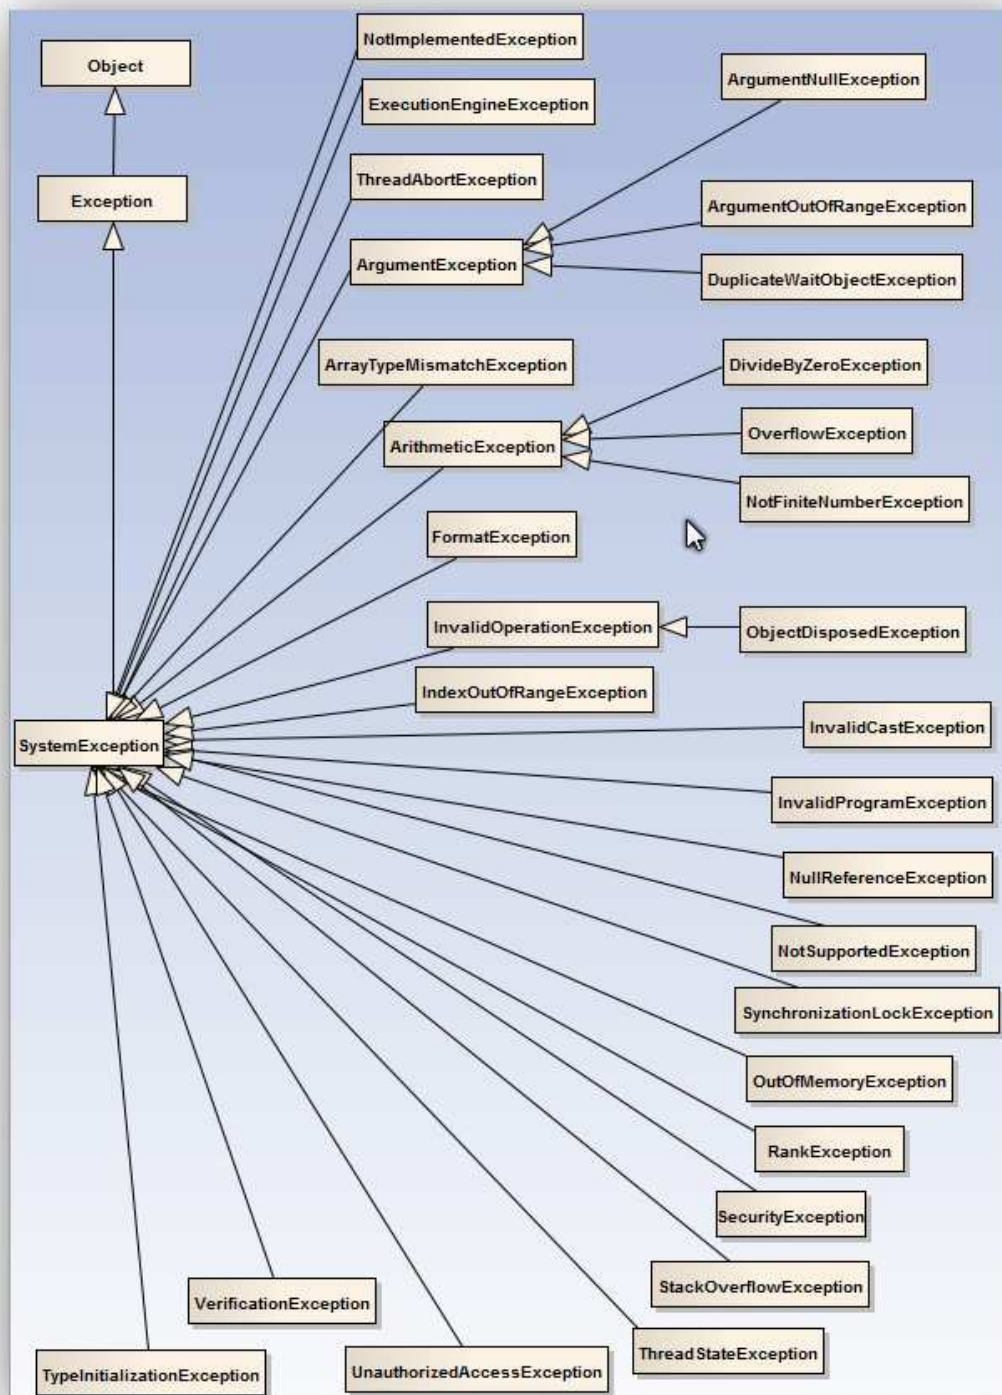 NotImplementedException
Object
ArgumentNullException
ExecutionEngineException
ThreadAbortException
Exception
ArgumentOutOfRangeException
ArgumentException
DuplicateWaitObjectException
ArrayTypeMismatchException
DivideByZeroException
ArithmeticException
OverflowException
NotFiniteNumberException
FormatException
InvalidOperationException
ObjectDisposedException
IndexOutOfRangeException
InvalidCastException
SystemException
InvalidProgramException
NullReferenceException
NotSupportedException
SynchronizationLockException
OutOfMemoryException
RankException
SecurityException
StackOverflowException
VerificationException
ThreadStateException
UnauthorizedAccessException
TypeInitializationException